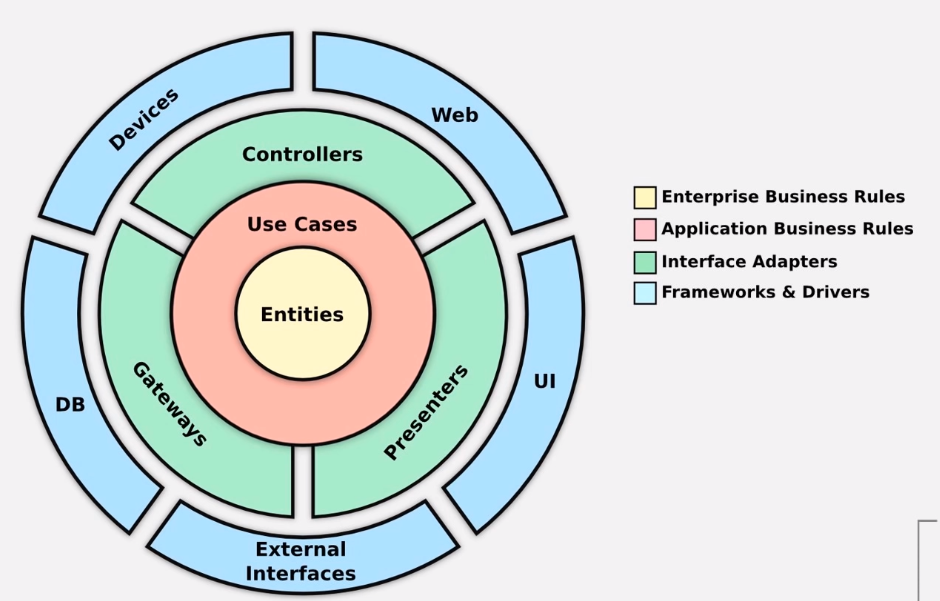 Devices
Web
Controllers
Use Cases
Entities
Gateways
Presenters
DB
UI
External
Interfaces
Enterprise Business Rules
Application Business Rules
Interface Adapters
Frameworks & Drivers